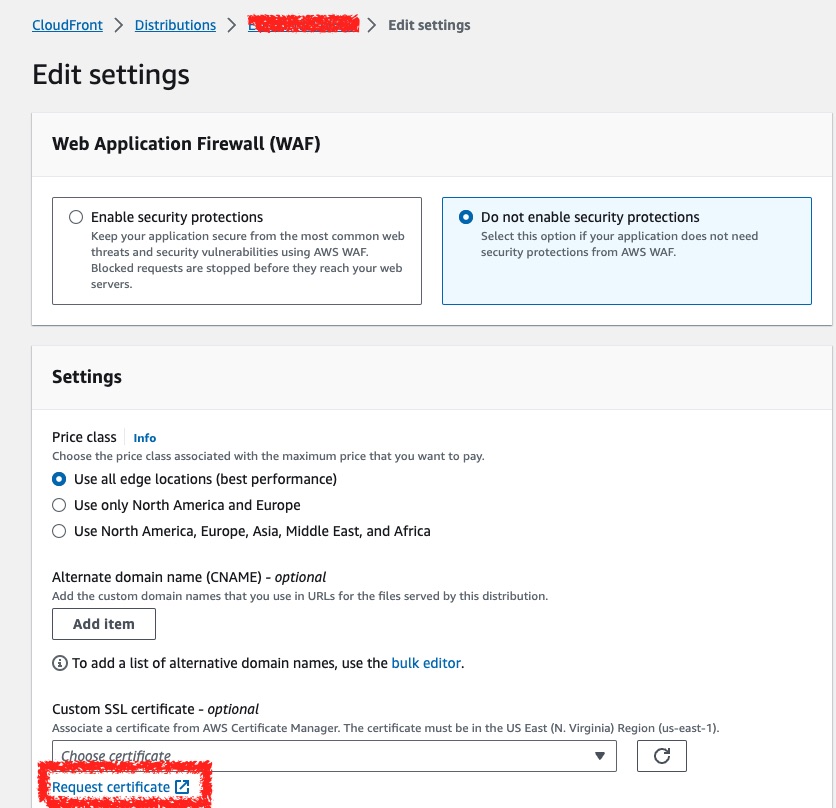 CloudFront > Distributions > > Edit settings
Edit settings
Web Application Firewall (WAF)
Enable security protections
Keep your application secure from the most common web
threats and security vulnerabilities using AWS WAF.
Blocked requests are stopped before they reach your web
servers.
Do not enable security protections
Select this option if your application does not need
security protections from AWS WAF.
Settings
Price class Info
Choose the price class associated with the maximum price that you want to pay.
Use all edge locations (best performance)
Use only North America and Europe
Use North America, Europe, Asia, Middle East, and Africa
Alternate domain name (CNAME) - optional
Add the custom domain names that you use in URLs for the files served by this distribution.
Add item
To add a list of alternative domain names, use the bulk editor.
Custom SSL certificate - optional
Associate a certificate from AWS Certificate Manager. The certificate must be in the US East (N. Virginia) Region (us-east-1).
Choose certificate
Request certificate